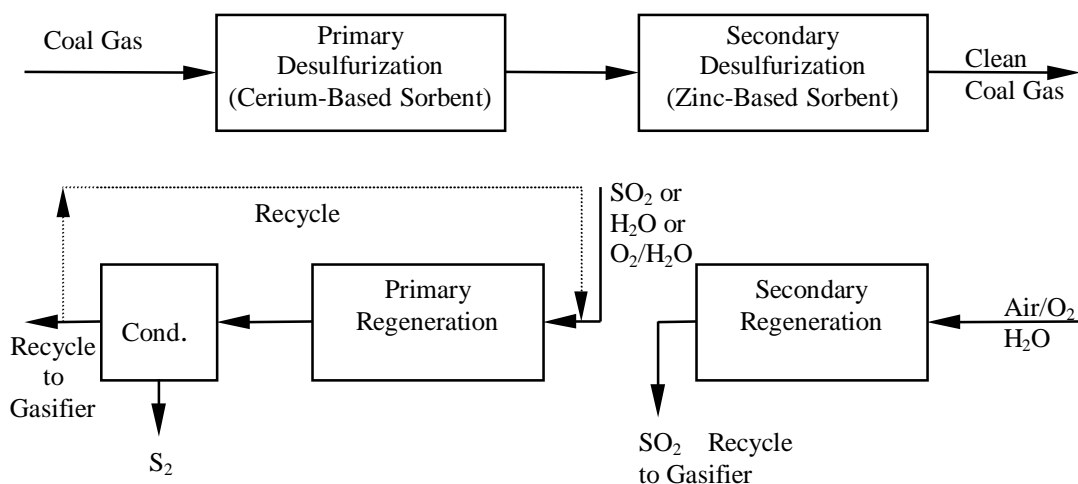 Coal Gas
Primary
Desulfurization
(Cerium-Based Sorbent)
Secondary
Desulfurization
(Zinc-Based Sorbent)
Clean
Coal Gas
Recycle
SO₂ or
H₂O or
O₂/H₂O
Recycle
to
Gasifier
Cond.
S₂
Primary
Regeneration
Secondary
Regeneration
Air/O₂
H₂O
SO₂ Recycle
to Gasifier